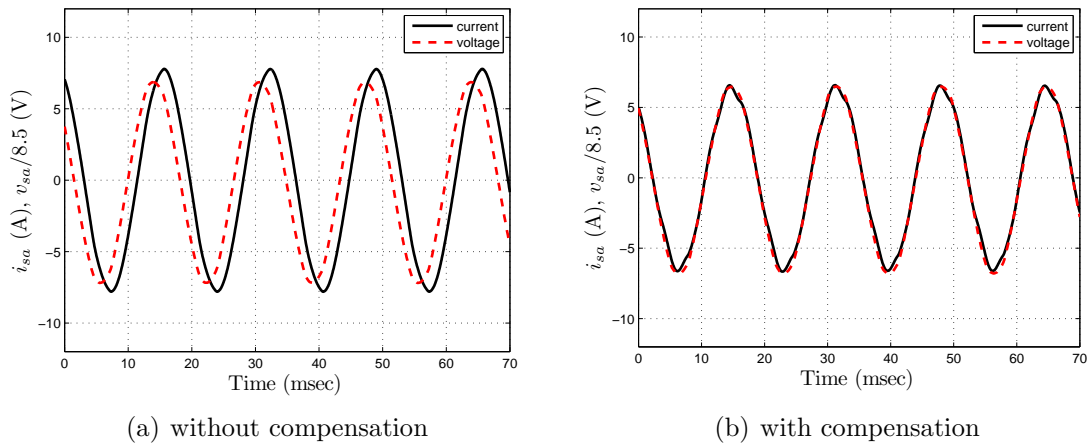 current
voltage
10
5
0
−5
−10
i_sa (A), v_sa/8.5 (V)
0 10 20 30 40 50 60 70
Time (msec)
(a) without compensation
current
voltage
10
5
0
−5
−10
i_sa (A), v_sa/8.5 (V)
0 10 20 30 40 50 60 70
Time (msec)
(b) with compensation